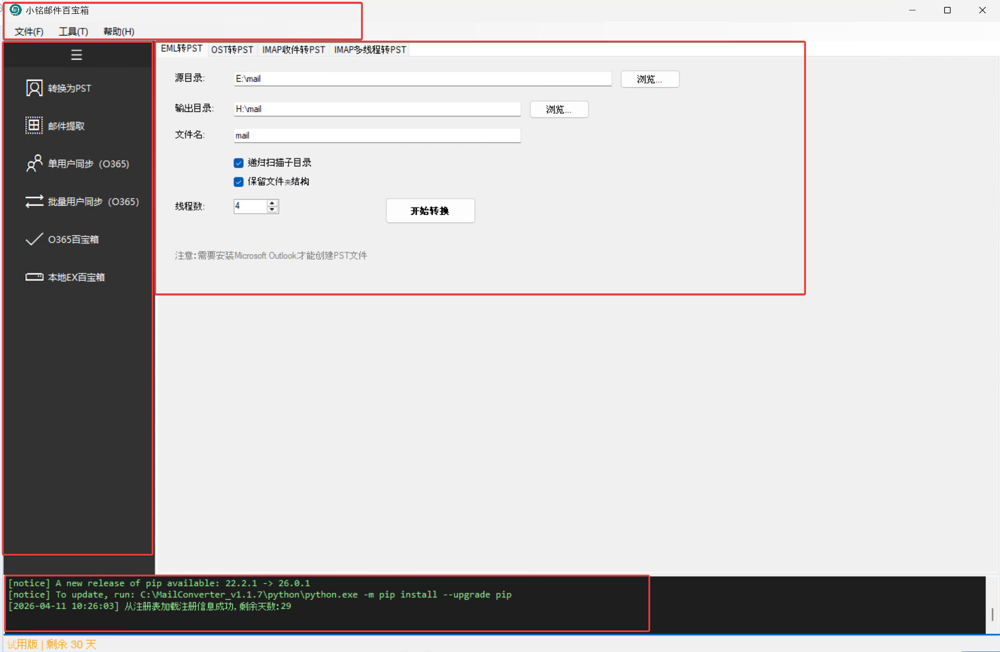 小铭邮件百宝箱
文件(F) 工具(T) 帮助(H)
EML转PST OST转PST IMAP收件转PST IMAP多线程转PST
转换为PST
邮件提取
单用户同步（O365）
批量用户同步（O365）
O365百宝箱
本地EX百宝箱
源目录: E:\mail 浏览...
输出目录: H:\mail 浏览...
文件名: mail
递归扫描子目录
保留文件夹结构
线程数: 4 开始转换
注意:需要安装Microsoft Outlook才能创建PST文件
[notice] A new release of pip available: 22.2.1 -> 26.0.1
[notice] To update, run: C:\MailConverter_v1.1.7\python\python.exe -m pip install --upgrade pip
[2026-04-11 10:26:03] 从注册表加载注册信息成功,剩余天数:29
试用版 | 剩余 30 天